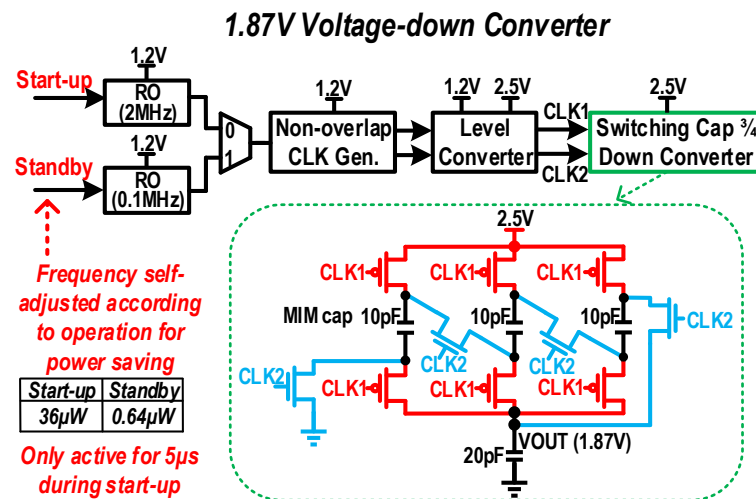 1.87V Voltage-down Converter
Start-up
1.2V
RO
(2MHz)
Standby
1.2V
RO
(0.1MHz)
0
1
1.2V
Non-overlap
CLK Gen.
1.2V
2.5V
Level
Converter
CLK1
CLK2
2.5V
Switching Cap ¾
Down Converter
Frequency self-
adjusted according
to operation for
power saving
Start-up Standby
36µW 0.64µW
Only active for 5µs
during start-up
2.5V
CLK1
CLK1
CLK1
MIM cap
10pF
10pF
10pF
CLK2
CLK2
CLK2
CLK2
CLK1
CLK1
CLK1
VOUT (1.87V)
20pF